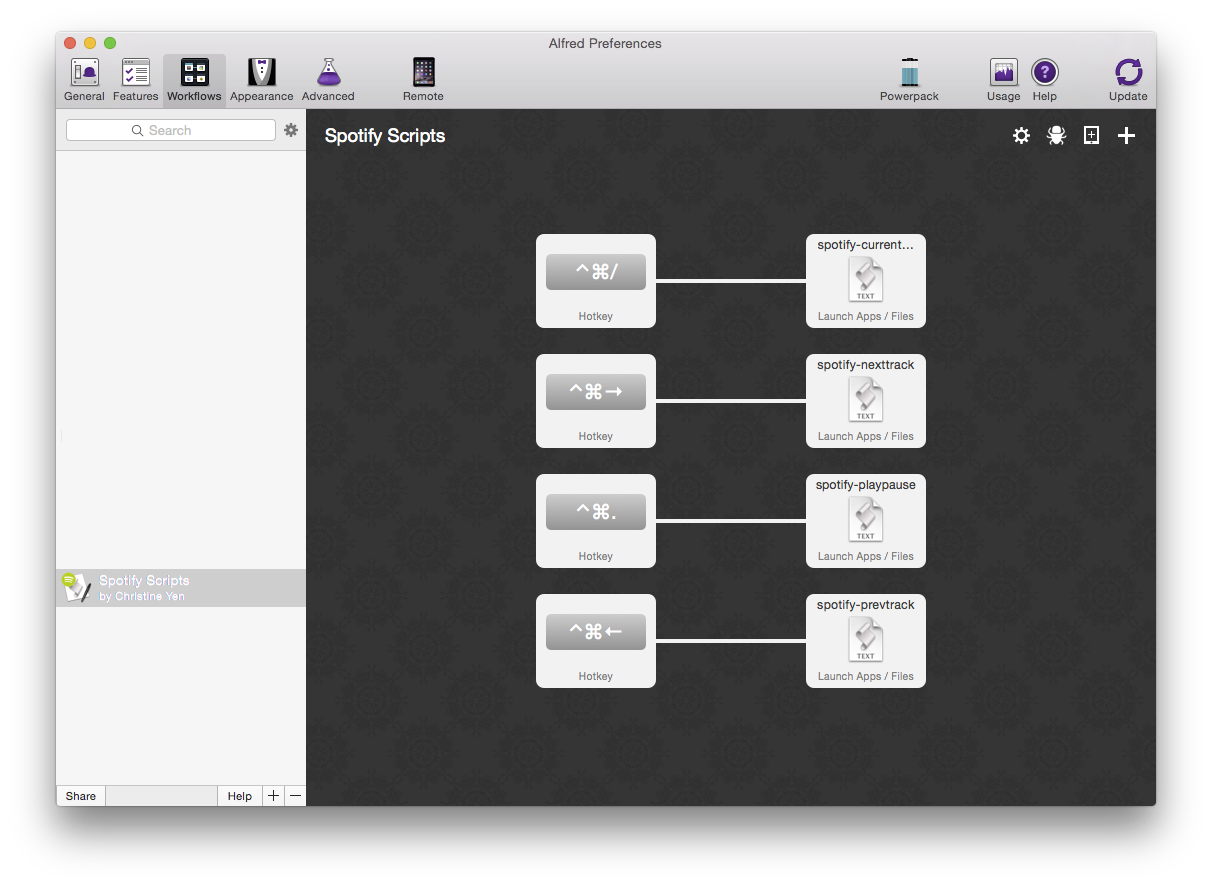 Alfred Preferences
General Features Workflows Appearance Advanced Remote Powerpack Usage Help Update
Search
Spotify Scripts
^⌘/
Hotkey
spotify-current...
TEXT
Launch Apps / Files
^⌘→
Hotkey
spotify-nexttrack
TEXT
Launch Apps / Files
^⌘.
Hotkey
spotify-playpause
TEXT
Launch Apps / Files
^⌘←
Hotkey
spotify-prevtrack
TEXT
Launch Apps / Files
Spotify Scripts
by Christine Yen
Share Help + −